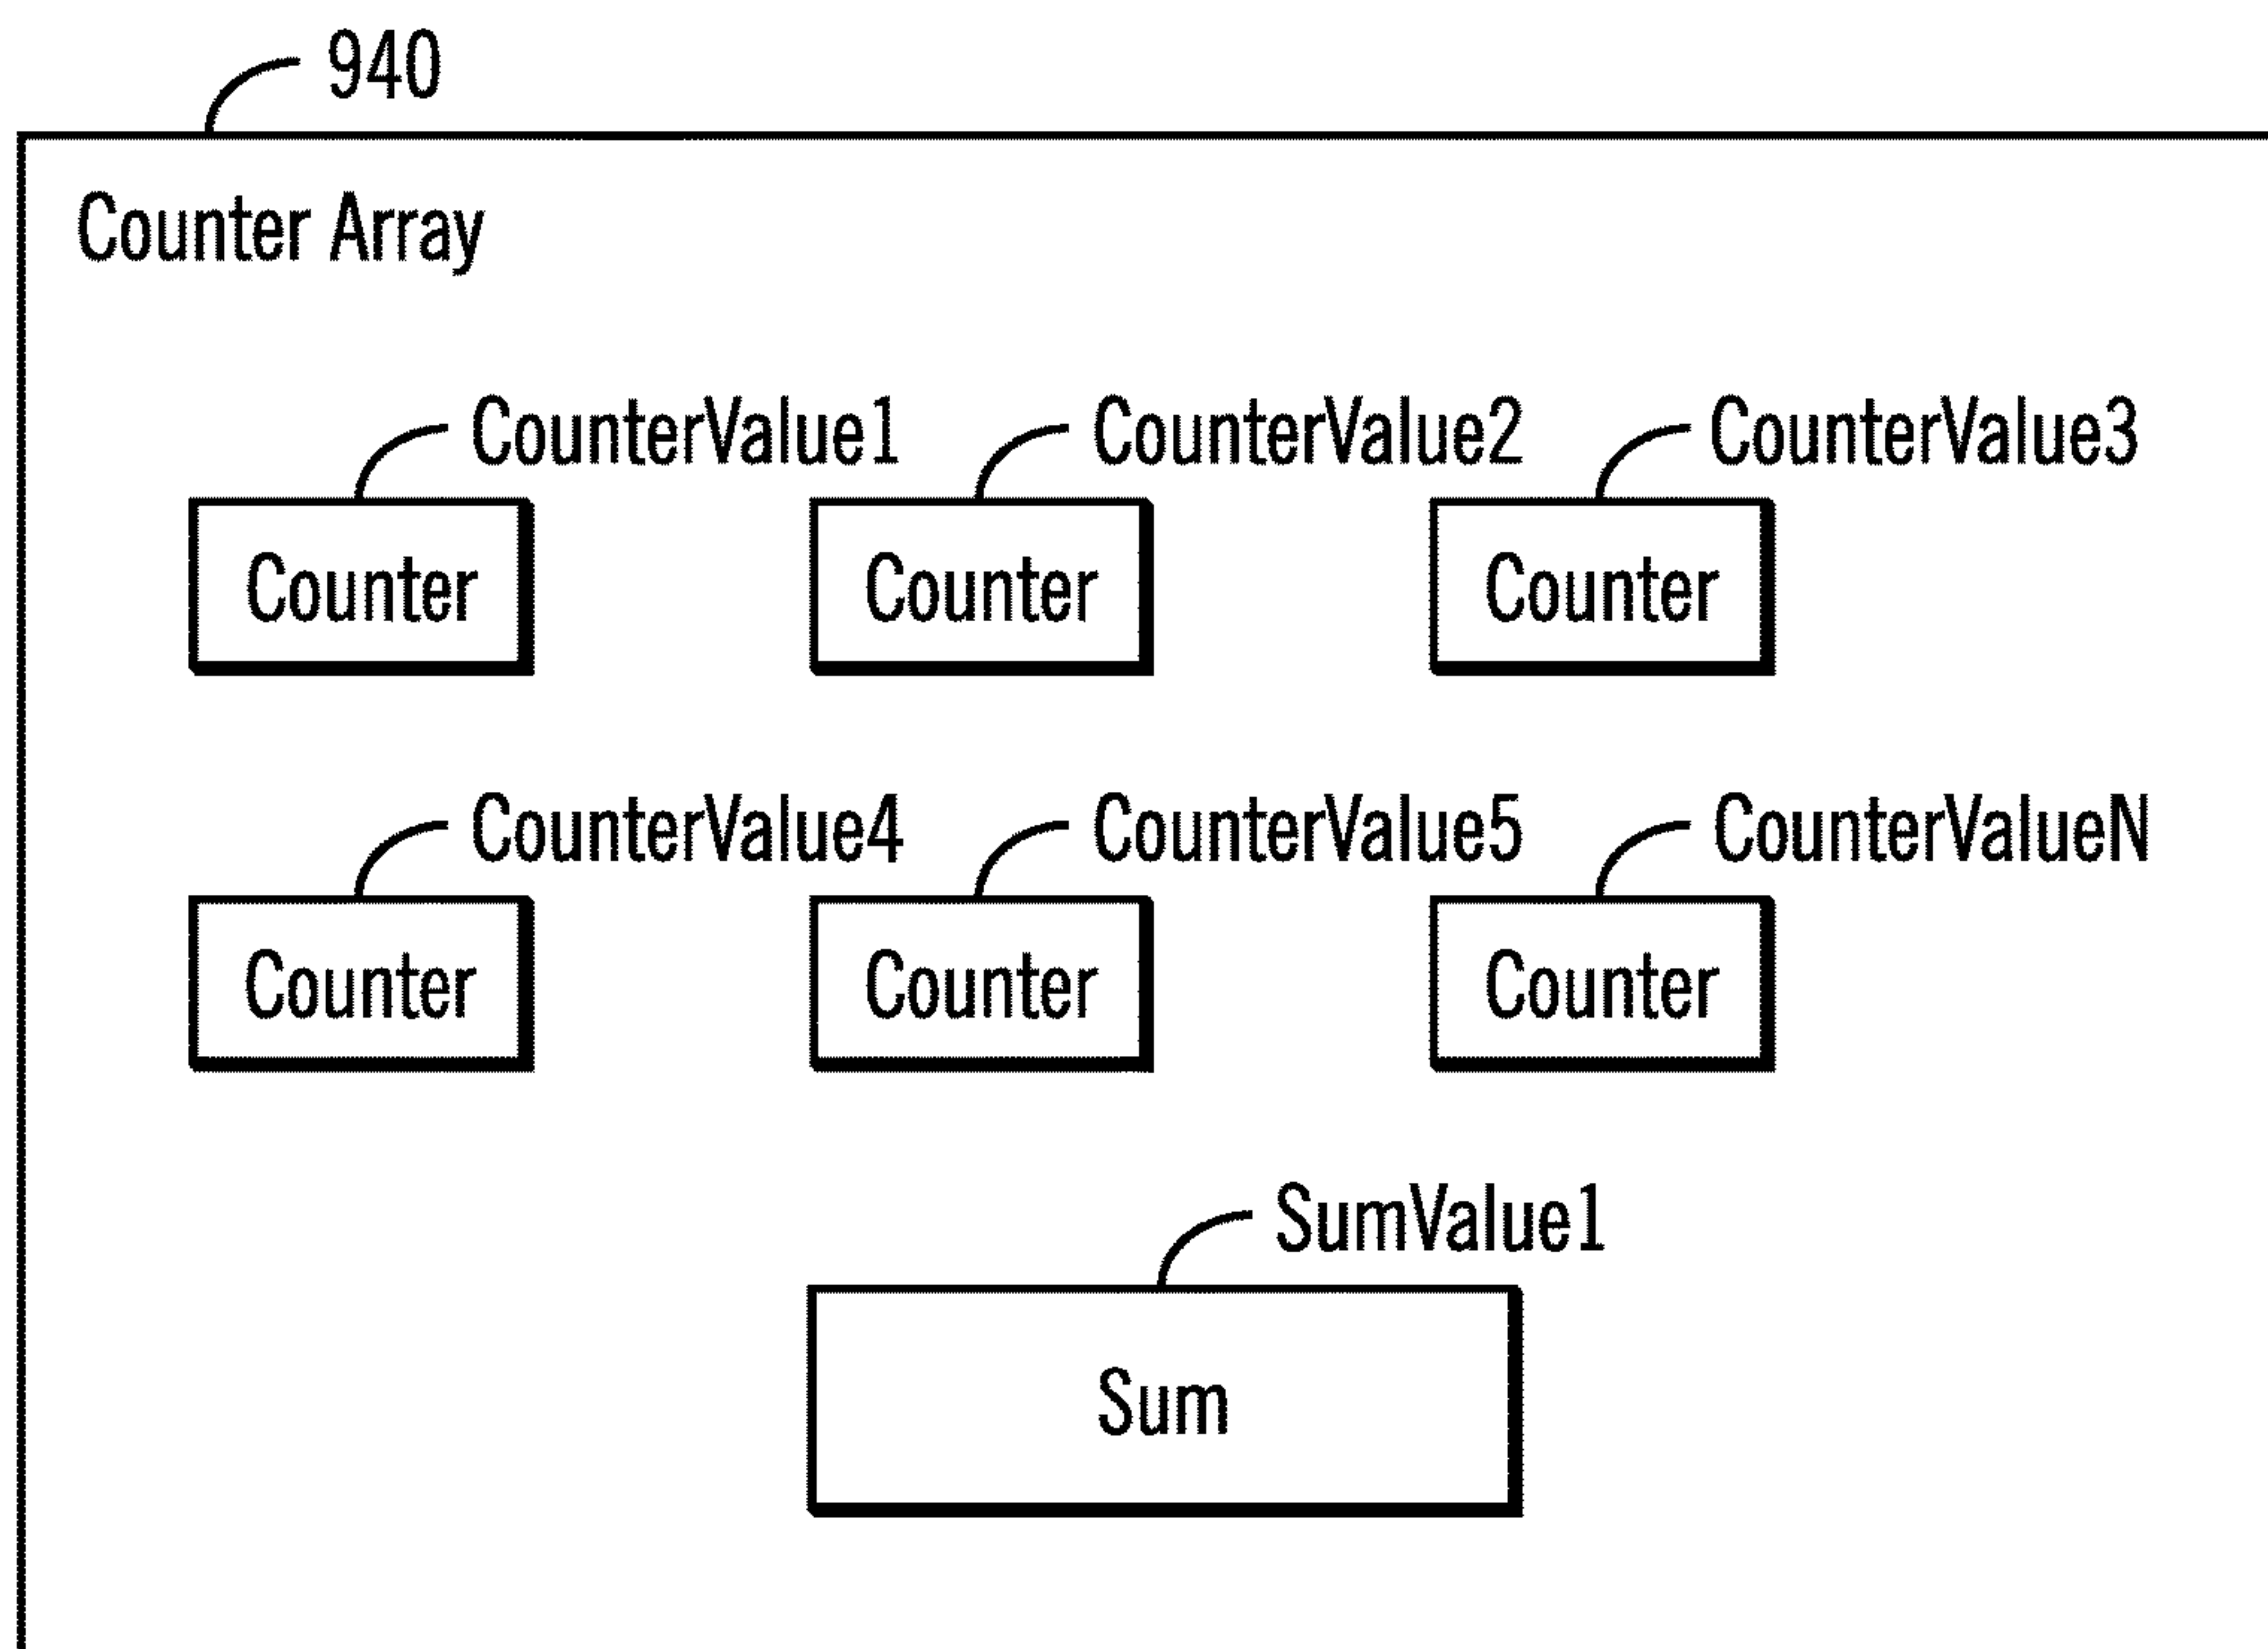 940
Counter Array
CounterValue1 CounterValue2 CounterValue3
Counter Counter Counter
CounterValue4 CounterValue5 CounterValueN
Counter Counter Counter
SumValue1
Sum